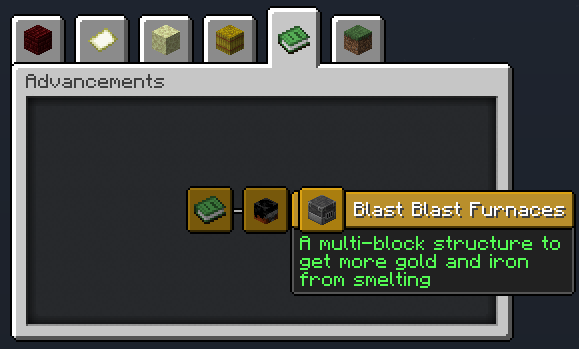 Advancements
Blast Blast Furnaces
A multi-block structure to
get more gold and iron
from smelting